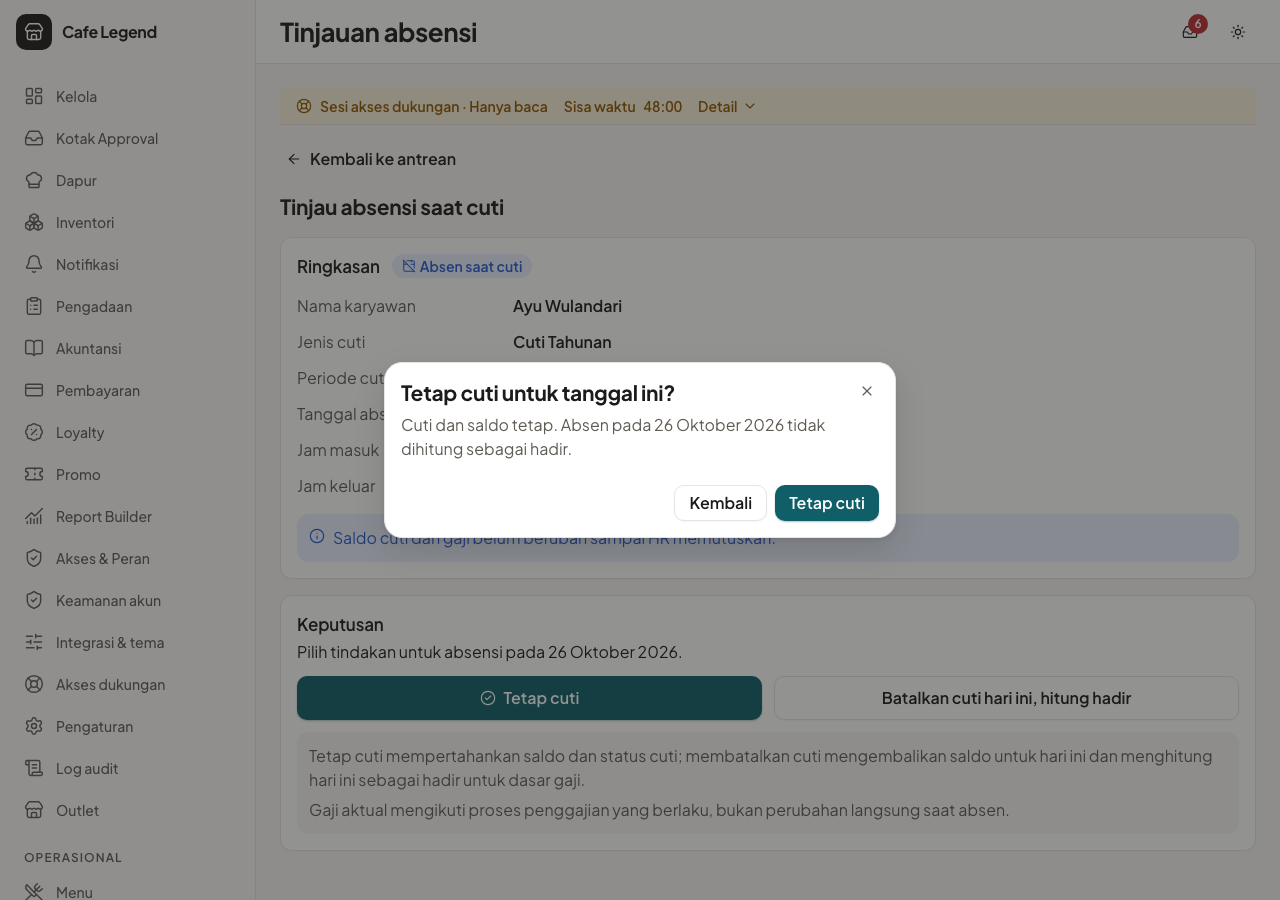 Cafe Legend
Tinjauan absensi
6
Kelola
Kotak Approval
Dapur
Inventori
Notifikasi
Pengadaan
Akuntansi
Pembayaran
Loyalty
Promo
Report Builder
Akses & Peran
Keamanan akun
Integrasi & tema
Akses dukungan
Pengaturan
Log audit
Outlet
OPERASIONAL
Menu
Sesi akses dukungan · Hanya baca Sisa waktu 48:00 Detail
Kembali ke antrean
Tinjau absensi saat cuti
Ringkasan Absen saat cuti
Nama karyawan Ayu Wulandari
Jenis cuti Cuti Tahunan
Periode
Tanggal
Jam masuk
Jam keluar
Saldo cuti dan gaji belum berubah sampai HR memutuskan.
Tetap cuti untuk tanggal ini?
Cuti dan saldo tetap. Absen pada 26 Oktober 2026 tidak
dihitung sebagai hadir.
Kembali Tetap cuti
Keputusan
Pilih tindakan untuk absensi pada 26 Oktober 2026.
Tetap cuti Batalkan cuti hari ini, hitung hadir
Tetap cuti mempertahankan saldo dan status cuti; membatalkan cuti mengembalikan saldo untuk hari ini dan menghitung
hari ini sebagai hadir untuk dasar gaji.
Gaji aktual mengikuti proses penggajian yang berlaku, bukan perubahan langsung saat absen.